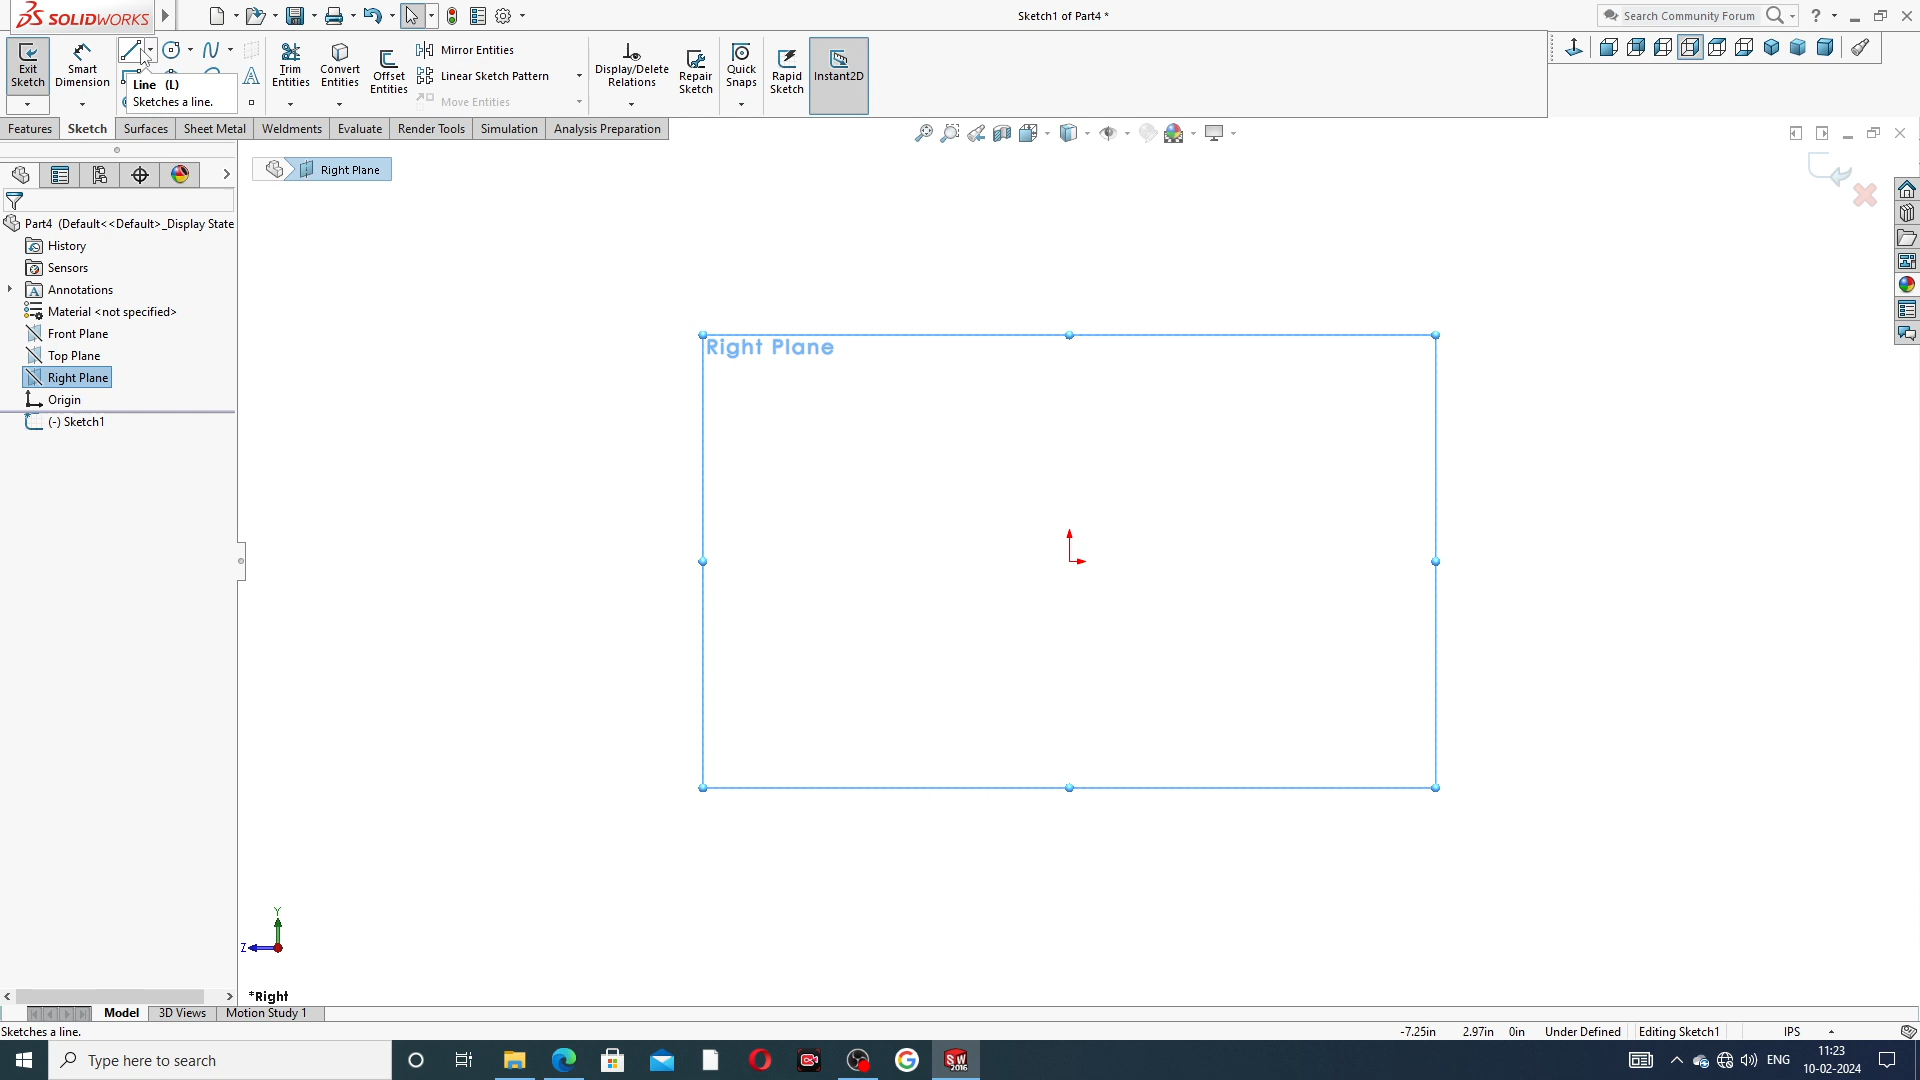 SOLIDWORKS
Sketch1 of Part4 *
Search Community Forum
?
Exit Sketch
Smart Dimension
Line (L)
Sketches a line.
A
Trim Entities
Convert Entities
Offset Entities
Mirror Entities
Linear Sketch Pattern
Move Entities
Display/Delete Relations
Repair Sketch
Quick Snaps
Rapid Sketch
Instant2D
Features
Sketch
Surfaces
Sheet Metal
Weldments
Evaluate
Render Tools
Simulation
Analysis Preparation
Right Plane
Part4 (Default<<Default>_Display State
History
Sensors
Annotations
Material <not specified>
Front Plane
Top Plane
Right Plane
Origin
(-) Sketch1
Right Plane
Y
Z
*Right
Model
3D Views
Motion Study 1
Sketches a line.
-7.25in
2.97in
0in
Under Defined
Editing Sketch1
IPS
Type here to search
SW 2016
ENG
11:23
10-02-2024